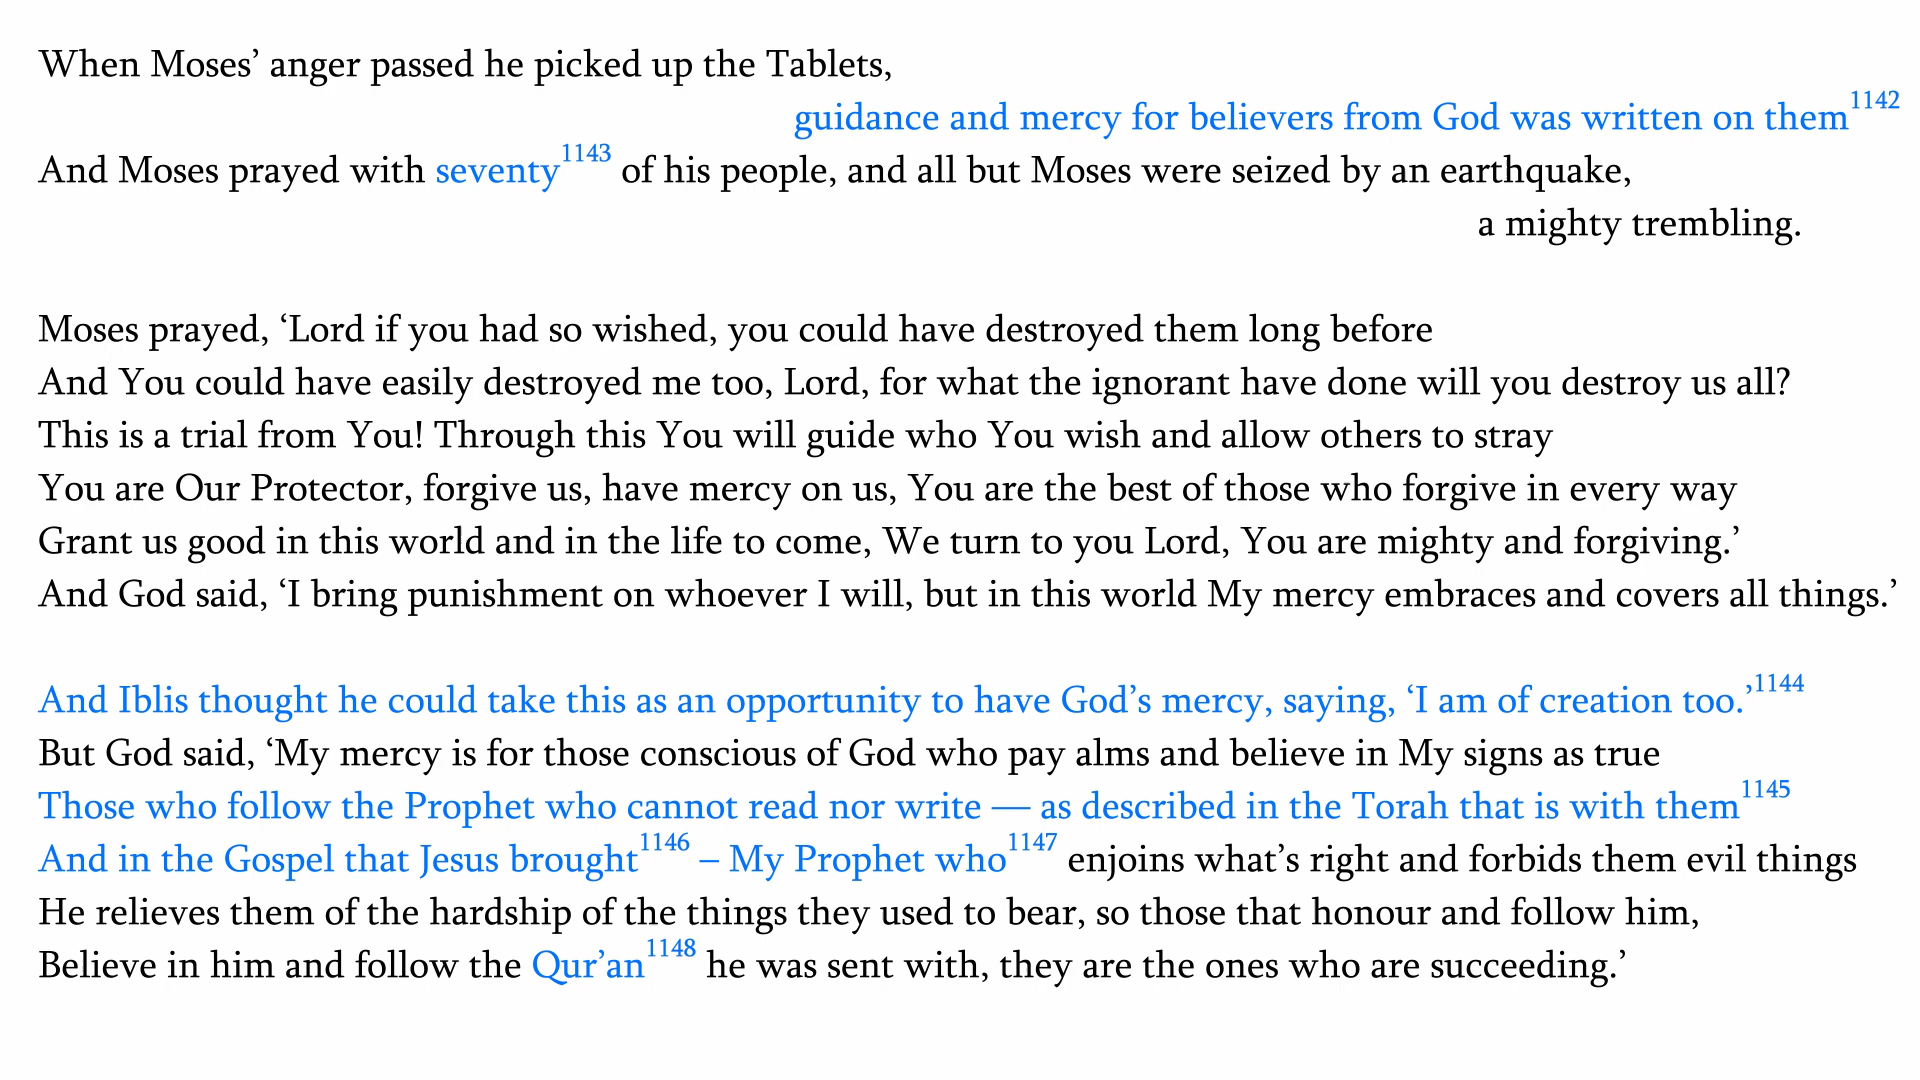 When Moses’ anger passed he picked up the Tablets,
guidance and mercy for believers from God was written on them1142
And Moses prayed with seventy1143 of his people, and all but Moses were seized by an earthquake,
a mighty trembling.
Moses prayed, ‘Lord if you had so wished, you could have destroyed them long before
And You could have easily destroyed me too, Lord, for what the ignorant have done will you destroy us all?
This is a trial from You! Through this You will guide who You wish and allow others to stray
You are Our Protector, forgive us, have mercy on us, You are the best of those who forgive in every way
Grant us good in this world and in the life to come, We turn to you Lord, You are mighty and forgiving.’
And God said, ‘I bring punishment on whoever I will, but in this world My mercy embraces and covers all things.’
And Iblis thought he could take this as an opportunity to have God’s mercy, saying, ‘I am of creation too.’1144
But God said, ‘My mercy is for those conscious of God who pay alms and believe in My signs as true
Those who follow the Prophet who cannot read nor write — as described in the Torah that is with them1145
And in the Gospel that Jesus brought1146 – My Prophet who1147 enjoins what’s right and forbids them evil things
He relieves them of the hardship of the things they used to bear, so those that honour and follow him,
Believe in him and follow the Qur’an1148 he was sent with, they are the ones who are succeeding.’